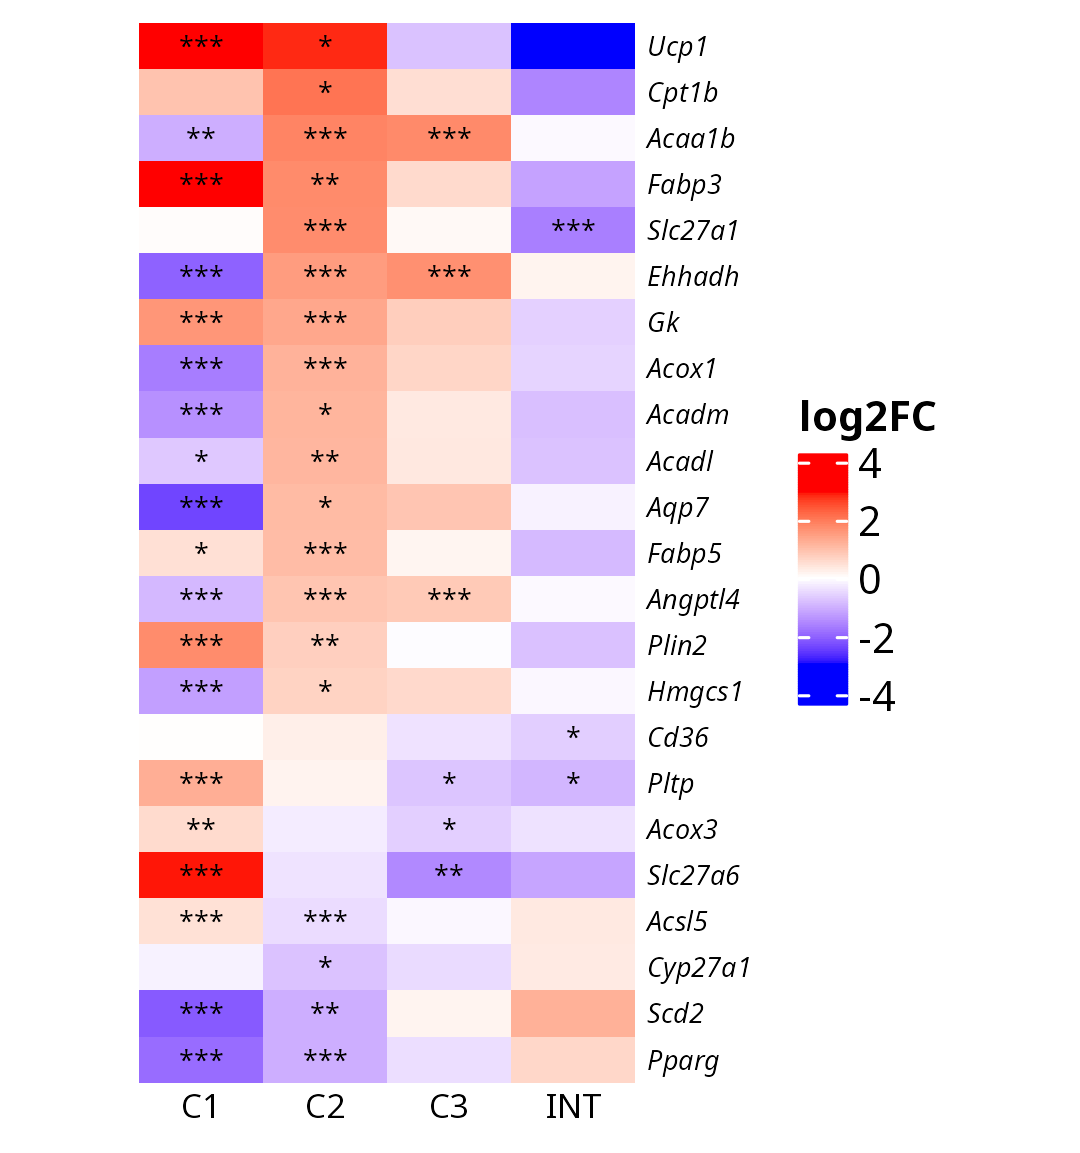 *** * Ucp1
* Cpt1b
** *** *** Acaa1b
*** ** Fabp3
*** *** Slc27a1
*** *** *** Ehhadh
*** *** Gk
*** *** Acox1
*** * Acadm
* ** Acadl
*** * Aqp7
* *** Fabp5
*** *** *** Angptl4
*** ** Plin2
*** * Hmgcs1
* Cd36
*** * * Pltp
** * Acox3
*** ** Slc27a6
*** *** Acsl5
* Cyp27a1
*** ** Scd2
*** *** Pparg
C1 C2 C3 INT
log2FC
4
2
0
-2
-4